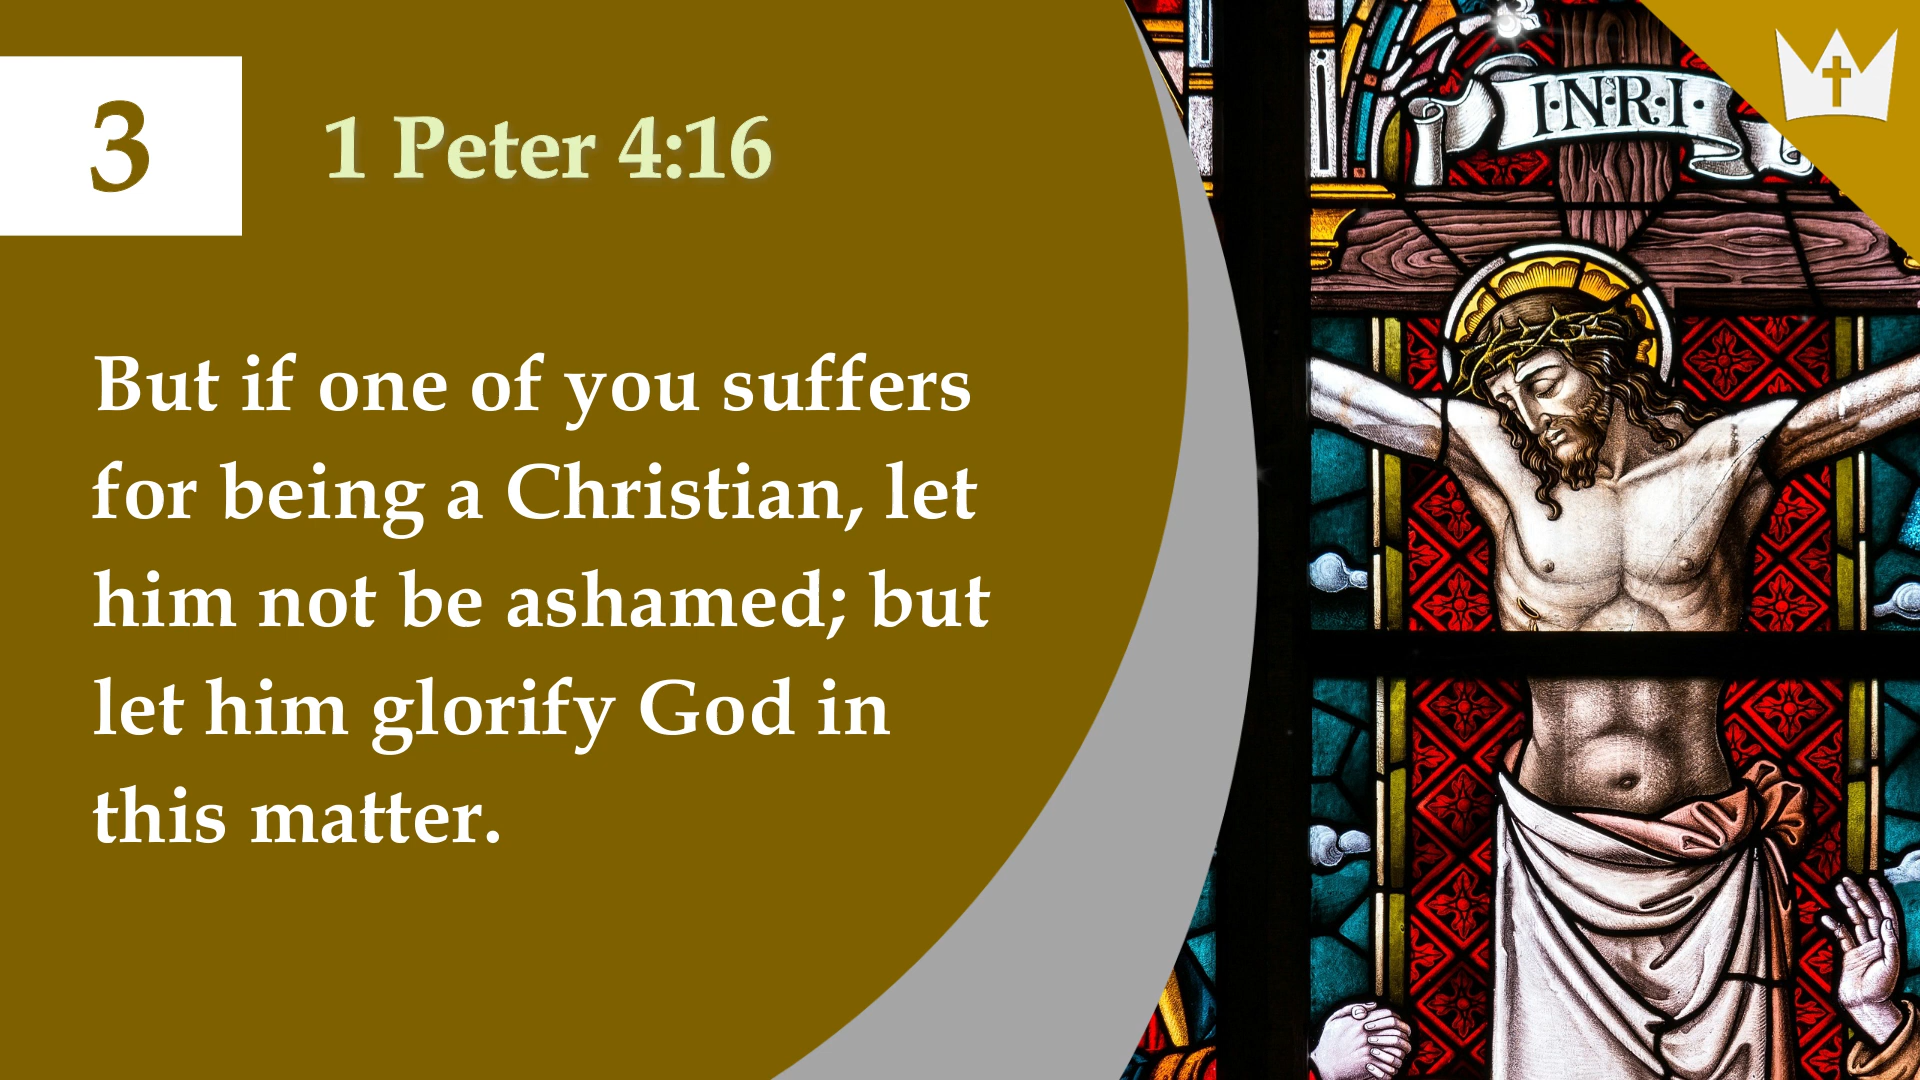 3
1 Peter 4:16
But if one of you suffers
for being a Christian, let
him not be ashamed; but
let him glorify God in
this matter.
I·N·R·I·